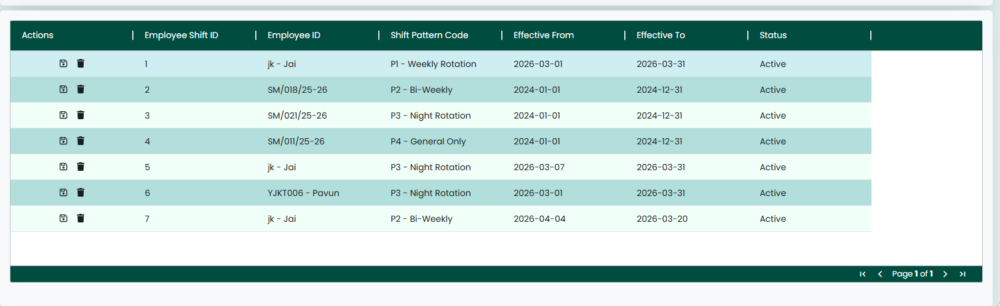 Actions | Employee Shift ID | Employee ID | Shift Pattern Code | Effective From | Effective To | Status |
1 jk - Jai P1 - Weekly Rotation 2026-03-01 2026-03-31 Active
2 SM/018/25-26 P2 - Bi-Weekly 2024-01-01 2024-12-31 Active
3 SM/021/25-26 P3 - Night Rotation 2024-01-01 2024-12-31 Active
4 SM/011/25-26 P4 - General Only 2024-01-01 2024-12-31 Active
5 jk - Jai P3 - Night Rotation 2026-03-07 2026-03-31 Active
6 YJKT006 - Pavun P3 - Night Rotation 2026-03-01 2026-03-31 Active
7 jk - Jai P2 - Bi-Weekly 2026-04-04 2026-03-20 Active
Page 1 of 1